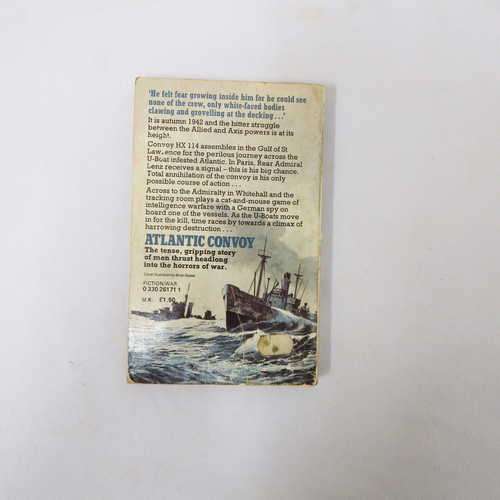 'He felt fear growing inside him for he could see
none of the crew, only white-faced bodies
clawing and grovelling at the decking . . .'
It is autumn 1942 and the bitter struggle
between the Allied and Axis powers is at its
height.
Convoy HX 114 assembles in the Gulf of St
Law ence for the perilous journey across the
U-Boat infested Atlantic. In Paris, Rear Admiral
Lenz receives a signal – this is his big chance.
Total annihilation of the convoy is his only
possible course of action . . .
Across to the Admiralty in Whitehall and the
tracking room plays a cat-and-mouse game of
intelligence warfare with a German spy on
board one of the vessels. As the U-Boats move
in for the kill, time races by towards a climax of
harrowing destruction . . .
ATLANTIC CONVOY
The tense, gripping story
of men thrust headlong
into the horrors of war.
Cover illustration by Brian
FICTION/WAR
0 330 26171 1
U.K. £1.50